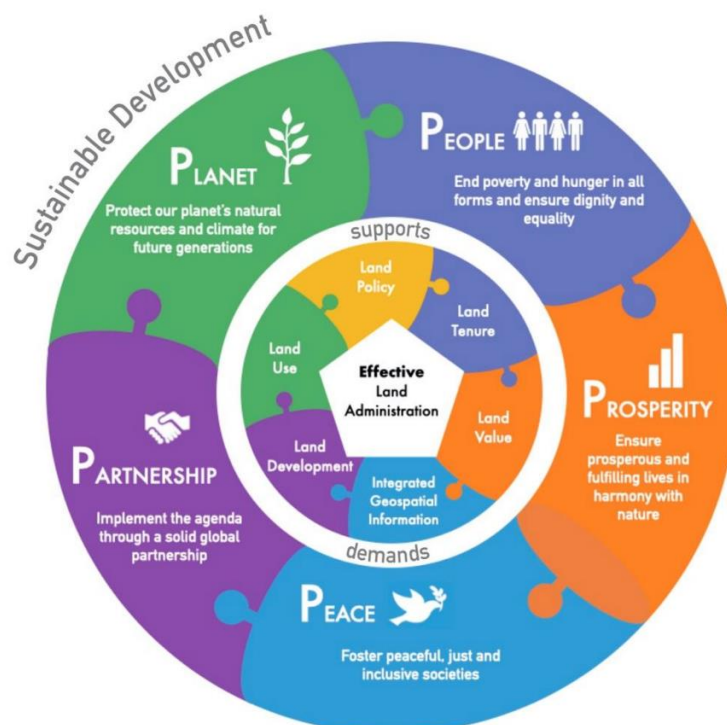 Sustainable Development
PLANET
Protect our planet's natural
resources and climate for
future generations
PEOPLE
End poverty and hunger in all
forms and ensure dignity and
equality
supports
Land
Policy
Land
Tenure
Land
Use
Effective
Land
Administration
Land
Value
Land
Development
Integrated
Geospatial
Information
demands
PROSPERITY
Ensure
prosperous and
fulfilling lives in
harmony with
nature
PARTNERSHIP
Implement the agenda
through a solid global
partnership
PEACE
Foster peaceful, just and
inclusive societies